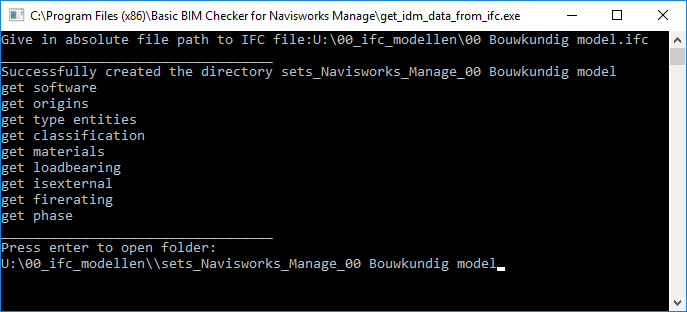 C:\Program Files (x86)\Basic BIM Checker for Navisworks Manage\get_idm_data_from_ifc.exe
Give in absolute file path to IFC file:U:\00_ifc_modellen\00 Bouwkundig model.ifc
__________________________________
Successfully created the directory sets_Navisworks_Manage_00 Bouwkundig model
get software
get origins
get type entities
get classification
get materials
get loadbearing
get isexternal
get firerating
get phase
__________________________________
Press enter to open folder:
U:\00_ifc_modellen\\sets_Navisworks_Manage_00 Bouwkundig model